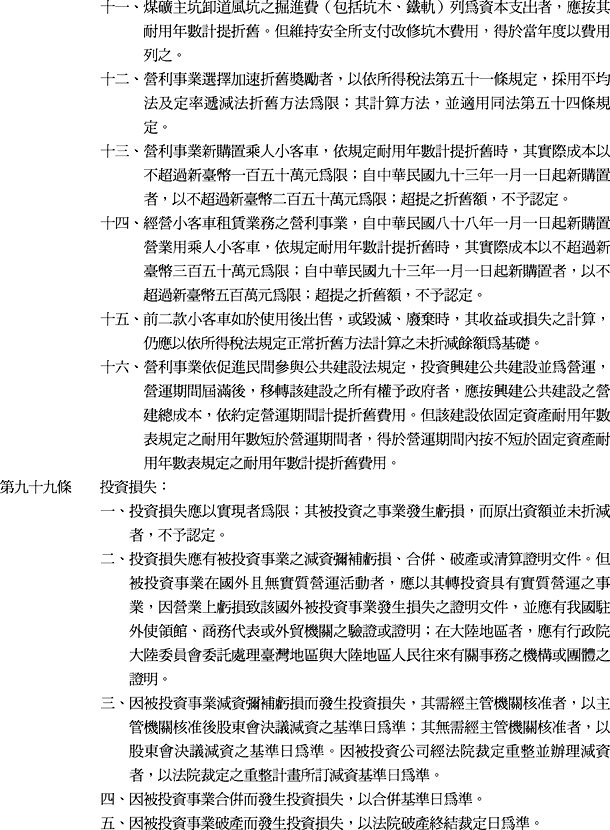 十一、煤礦主坑卸道風坑之掘進費（包括坑木、鐵軌）列為資本支出者，應按其
耐用年數計提折舊。但維持安全所支付改修坑木費用，得於當年度以費用
列之。
十二、營利事業選擇加速折舊獎勵者，以依所得稅法第五十一條規定，採用平均
法及定率遞減法折舊方法為限；其計算方法，並適用同法第五十四條規
定。
十三、營利事業新購置乘人小客車，依規定耐用年數計提折舊時，其實際成本以
不超過新臺幣一百五十萬元為限；自中華民國九十三年一月一日起新購置
者，以不超過新臺幣二百五十萬元為限；超提之折舊額，不予認定。
十四、經營小客車租賃業務之營利事業，自中華民國八十八年一月一日起新購置
營業用乘人小客車，依規定耐用年數計提折舊時，其實際成本以不超過新
臺幣三百五十萬元為限；自中華民國九十三年一月一日起新購置者，以不
超過新臺幣五百萬元為限；超提之折舊額，不予認定。
十五、前二款小客車如於使用後出售，或毀滅、廢棄時，其收益或損失之計算，
仍應以依所得稅法規定正常折舊方法計算之未折減餘額為基礎。
十六、營利事業依促進民間參與公共建設法規定，投資興建公共建設並為營運，
營運期間屆滿後，移轉該建設之所有權予政府者，應按興建公共建設之營
建總成本，依約定營運期間計提折舊費用。但該建設依固定資產耐用年數
表規定之耐用年數短於營運期間者，得於營運期間內按不短於固定資產耐
用年數表規定之耐用年數計提折舊費用。
第九十九條　投資損失：
一、投資損失應以實現者為限；其被投資之事業發生虧損，而原出資額並未折減
者，不予認定。
二、投資損失應有被投資事業之減資彌補虧損、合併、破產或清算證明文件。但
被投資事業在國外且無實質營運活動者，應以其轉投資具有實質營運之事
業，因營業上虧損致該國外被投資事業發生損失之證明文件，並應有我國駐
外使領館、商務代表或外貿機關之驗證或證明；在大陸地區者，應有行政院
大陸委員會委託處理臺灣地區與大陸地區人民往來有關事務之機構或團體之
證明。
三、因被投資事業減資彌補虧損而發生投資損失，其需經主管機關核准者，以主
管機關核准後股東會決議減資之基準日為準；其無需經主管機關核准者，以
股東會決議減資之基準日為準。因被投資公司經法院裁定重整並辦理減資
者，以法院裁定之重整計畫所訂減資基準日為準。
四、因被投資事業合併而發生投資損失，以合併基準日為準。
五、因被投資事業破產而發生投資損失，以法院破產終結裁定日為準。